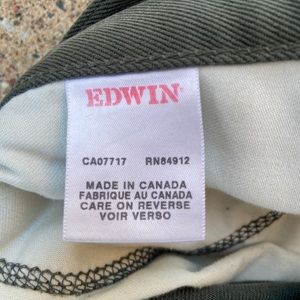 EDWIN
CA07717 RN84912
MADE IN CANADA
FABRIQUE AU CANADA
CARE ON REVERSE
VOIR VERSO